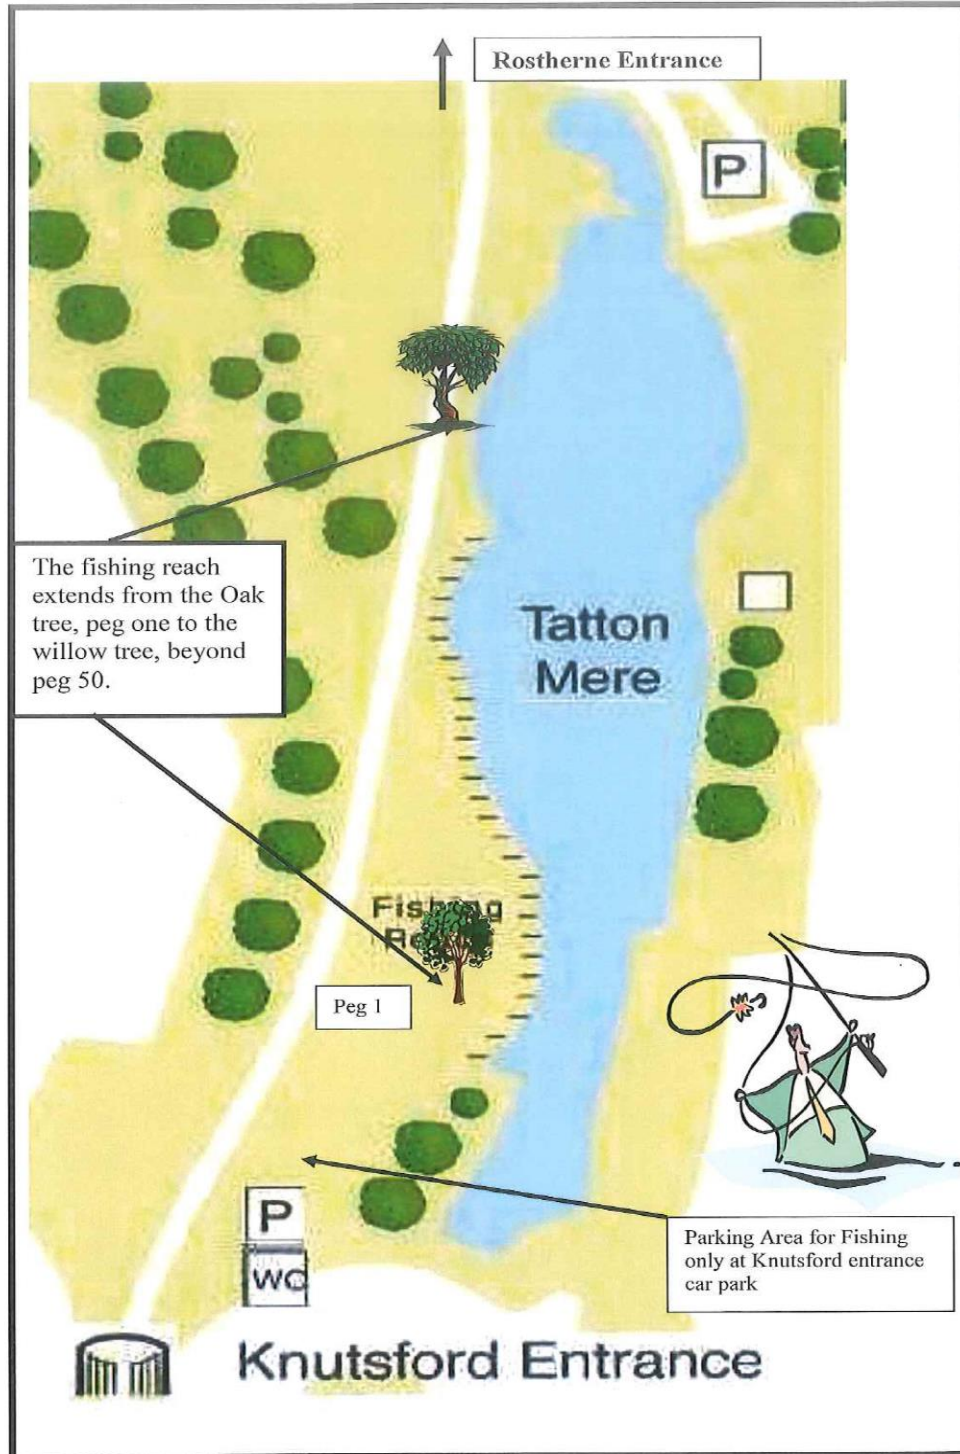 Rostherne Entrance
P
The fishing reach
extends from the Oak
tree, peg one to the
willow tree, beyond
peg 50.
Tatton
Mere
Fishing
Peg 1
P
WC
Parking Area for Fishing
only at Knutsford entrance
car park
Knutsford Entrance